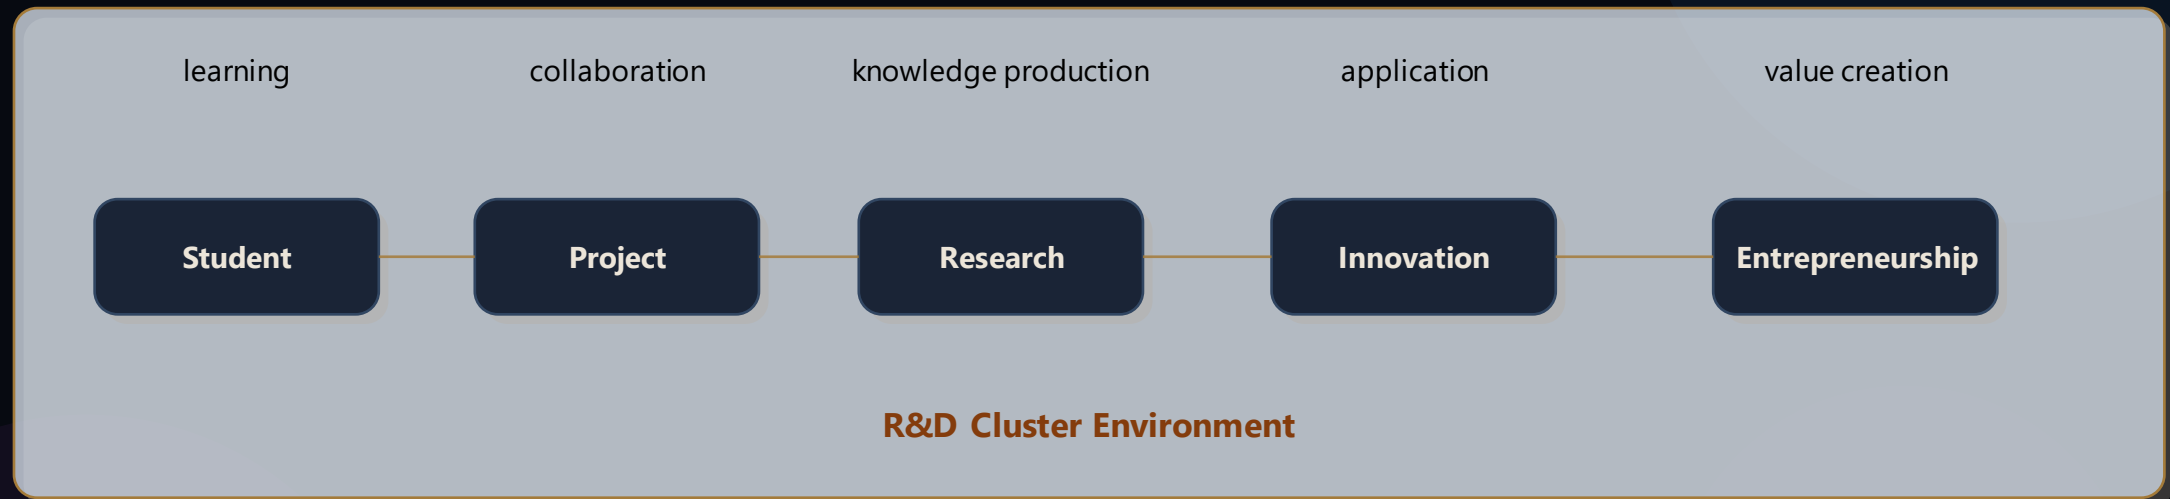 learning collaboration knowledge production application value creation
Student Project Research Innovation Entrepreneurship
R&D Cluster Environment